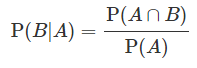 P(B|A) = P(A ∩ B) / P(A)